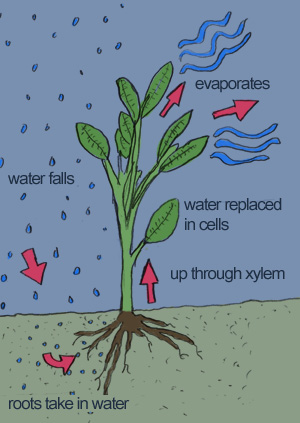 evaporates
water falls
water replaced
in cells
up through xylem
roots take in water